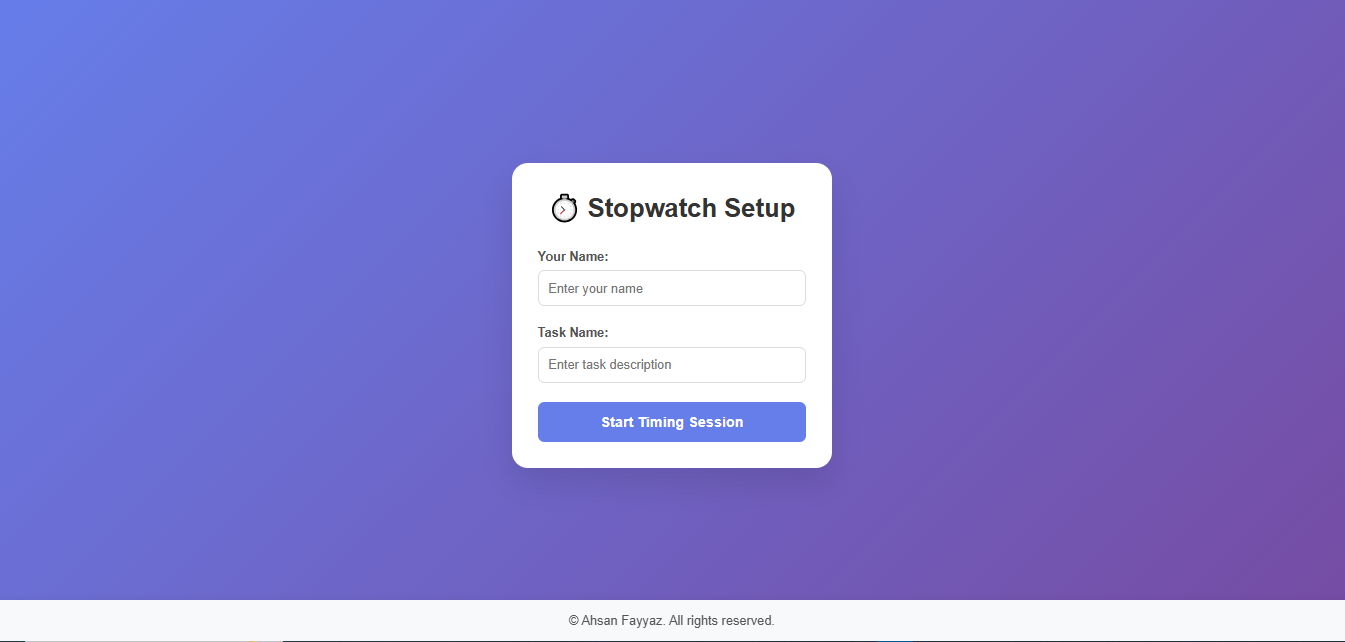 ⏱ Stopwatch Setup
Your Name:
Enter your name
Task Name:
Enter task description
Start Timing Session
© Ahsan Fayyaz. All rights reserved.